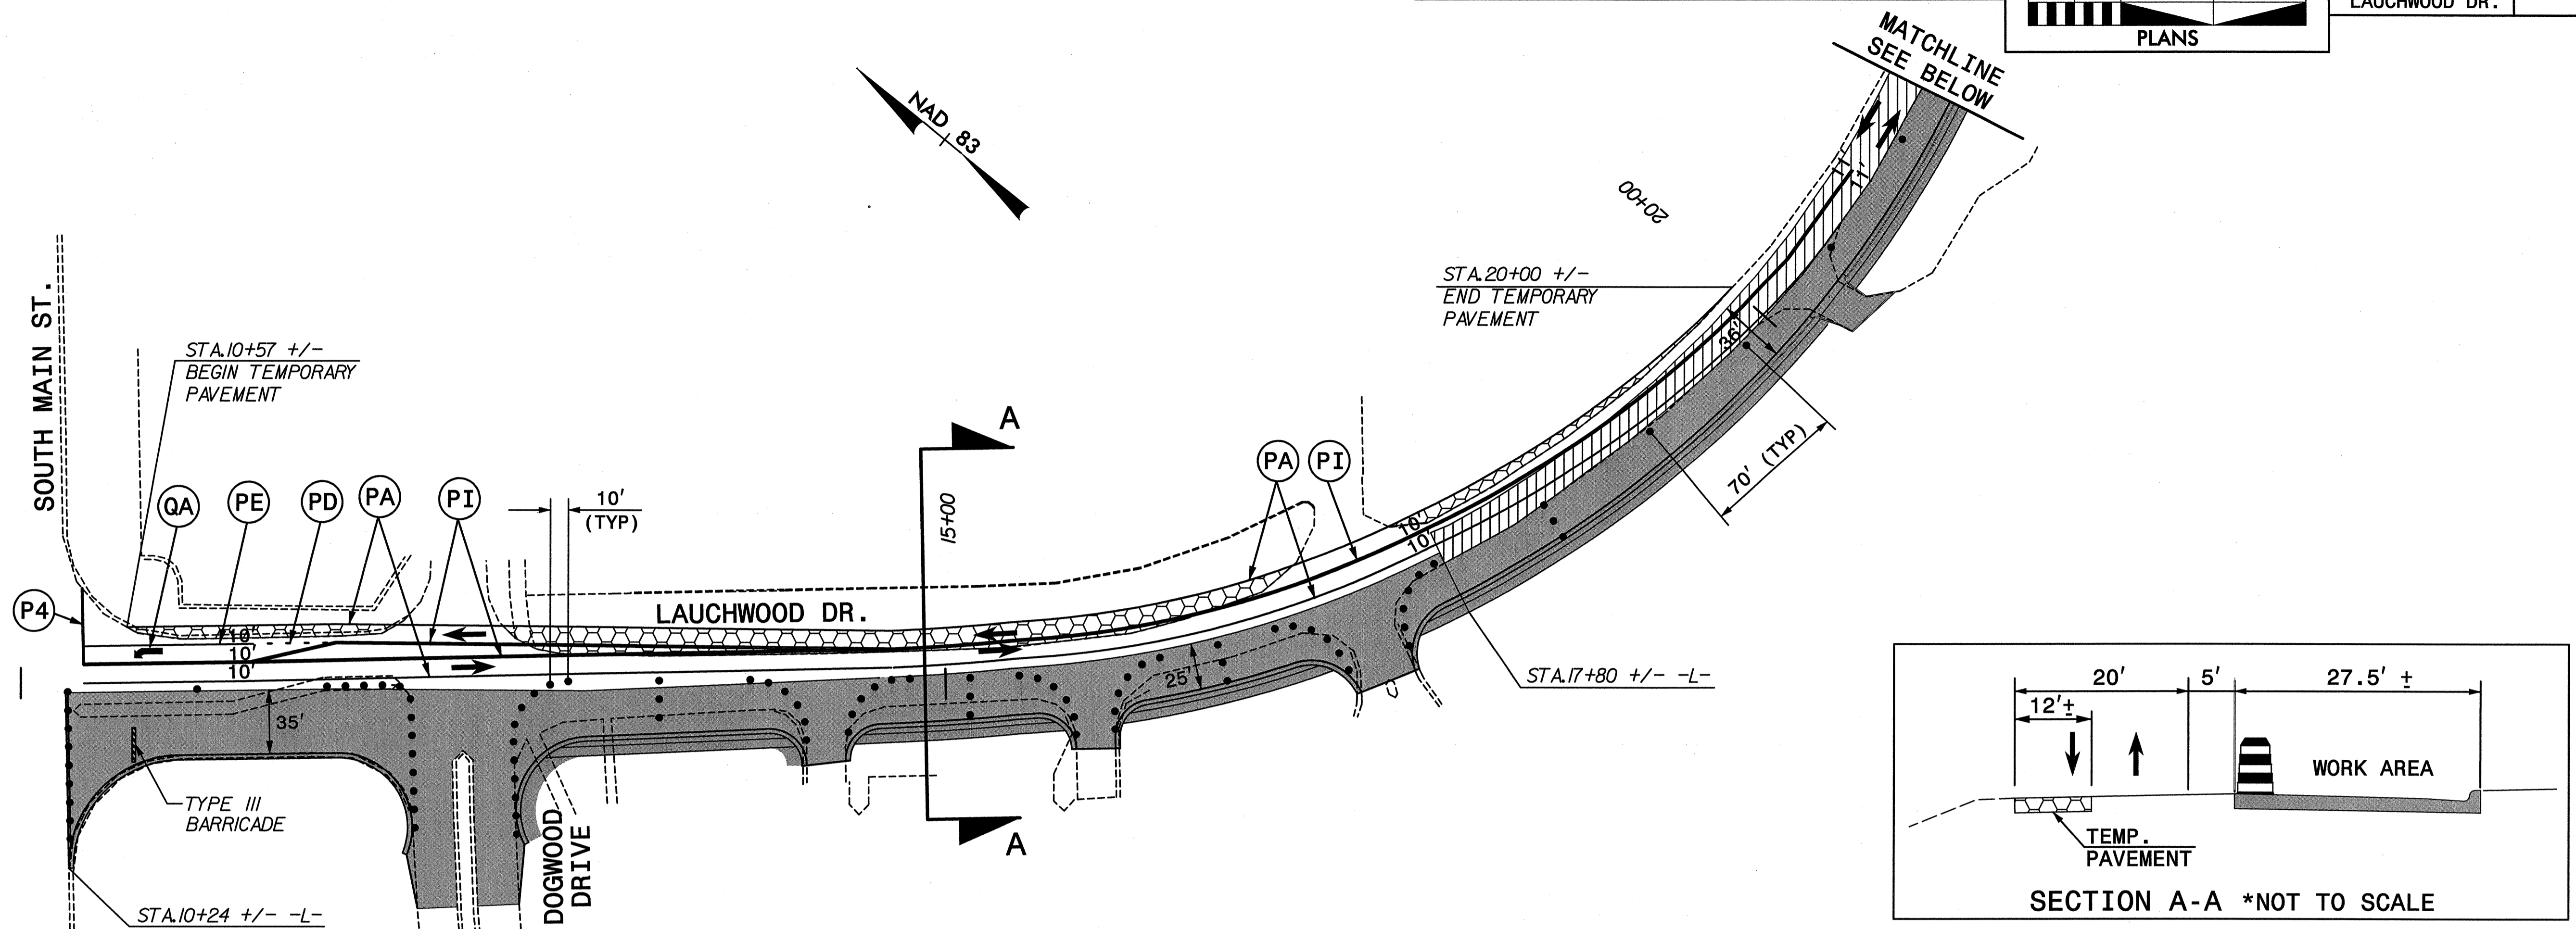 LAUCHWOOD DR.
PLANS
MATCHLINE
SEE BELOW
NAD 83
20+00
STA.20+00 +/-
END TEMPORARY
PAVEMENT
11'
11'
36'
70' (TYP)
SOUTH MAIN ST.
STA.10+57 +/-
BEGIN TEMPORARY
PAVEMENT
A
15+00
PA
PI
QA
PE
PD
PA
PI
10'
(TYP)
P4
LAUCHWOOD DR.
10'
10'
10'
10'
10'
35'
25'
STA.17+80 +/- -L-
TYPE III
BARRICADE
DOGWOOD
DRIVE
A
STA.10+24 +/- -L-
20'
5'
27.5' ±
12'±
WORK AREA
TEMP.
PAVEMENT
SECTION A-A *NOT TO SCALE